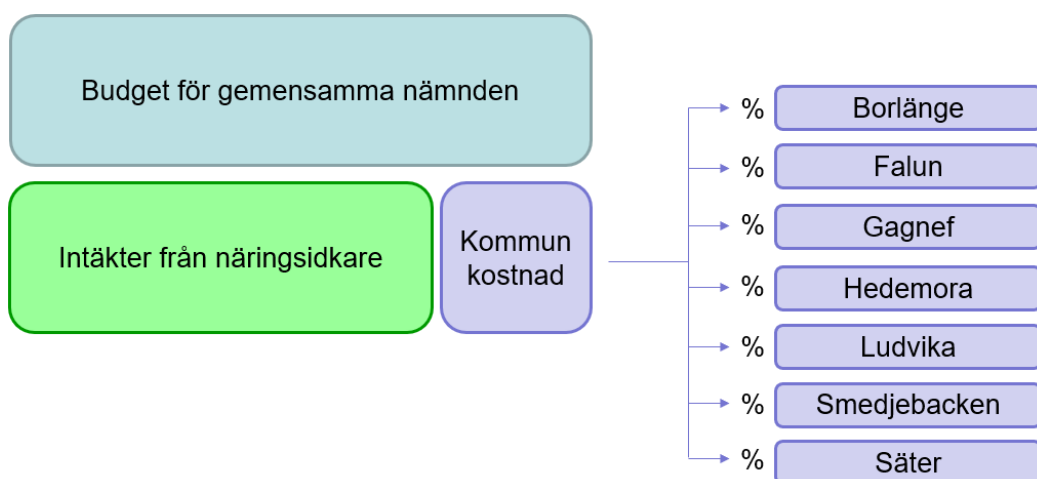 Budget för gemensamma nämnden
Intäkter från näringsidkare
Kommun
kostnad
% Borlänge
% Falun
% Gagnef
% Hedemora
% Ludvika
% Smedjebacken
% Säter